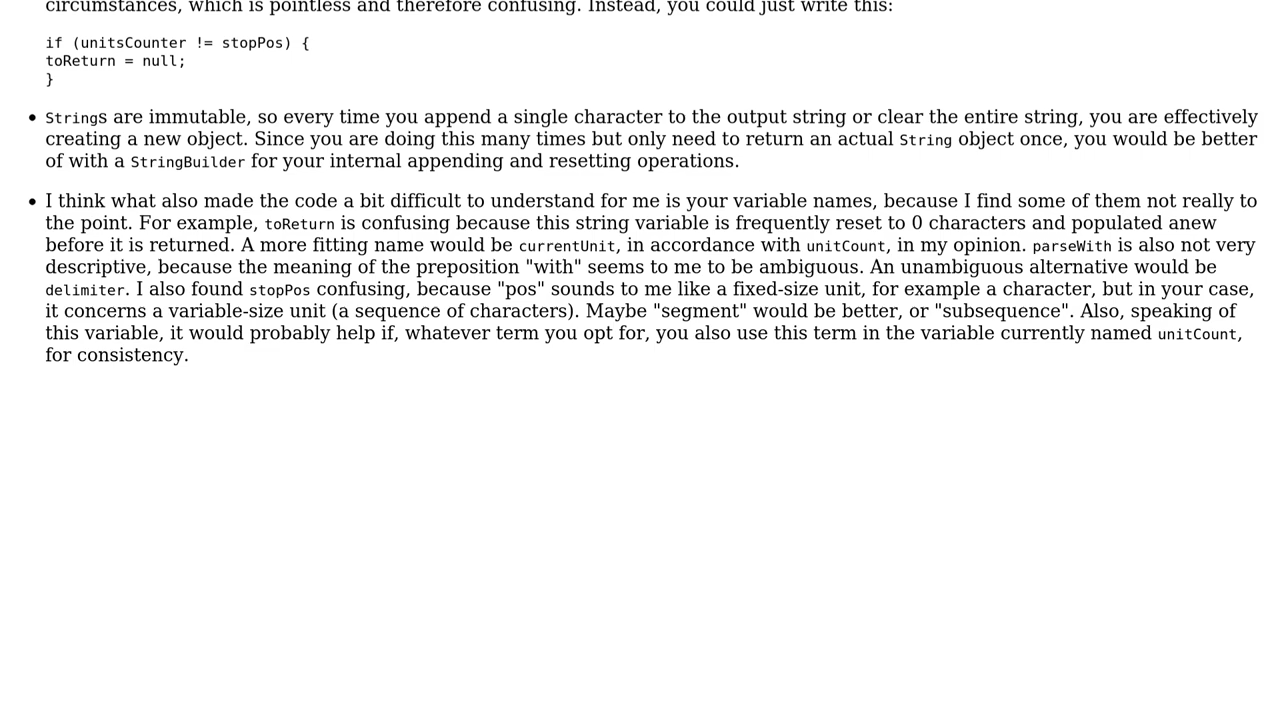 circumstances, which is pointless and therefore confusing. Instead, you could just write this:
if (unitsCounter != stopPos) {
toReturn = null;
}
• Strings are immutable, so every time you append a single character to the output string or clear the entire string, you are effectively
creating a new object. Since you are doing this many times but only need to return an actual String object once, you would be better
of with a StringBuilder for your internal appending and resetting operations.
• I think what also made the code a bit difficult to understand for me is your variable names, because I find some of them not really to
the point. For example, toReturn is confusing because this string variable is frequently reset to 0 characters and populated anew
before it is returned. A more fitting name would be currentUnit, in accordance with unitCount, in my opinion. parseWith is also not very
descriptive, because the meaning of the preposition "with" seems to me to be ambiguous. An unambiguous alternative would be
delimiter. I also found stopPos confusing, because "pos" sounds to me like a fixed-size unit, for example a character, but in your case,
it concerns a variable-size unit (a sequence of characters). Maybe "segment" would be better, or "subsequence". Also, speaking of
this variable, it would probably help if, whatever term you opt for, you also use this term in the variable currently named unitCount,
for consistency.